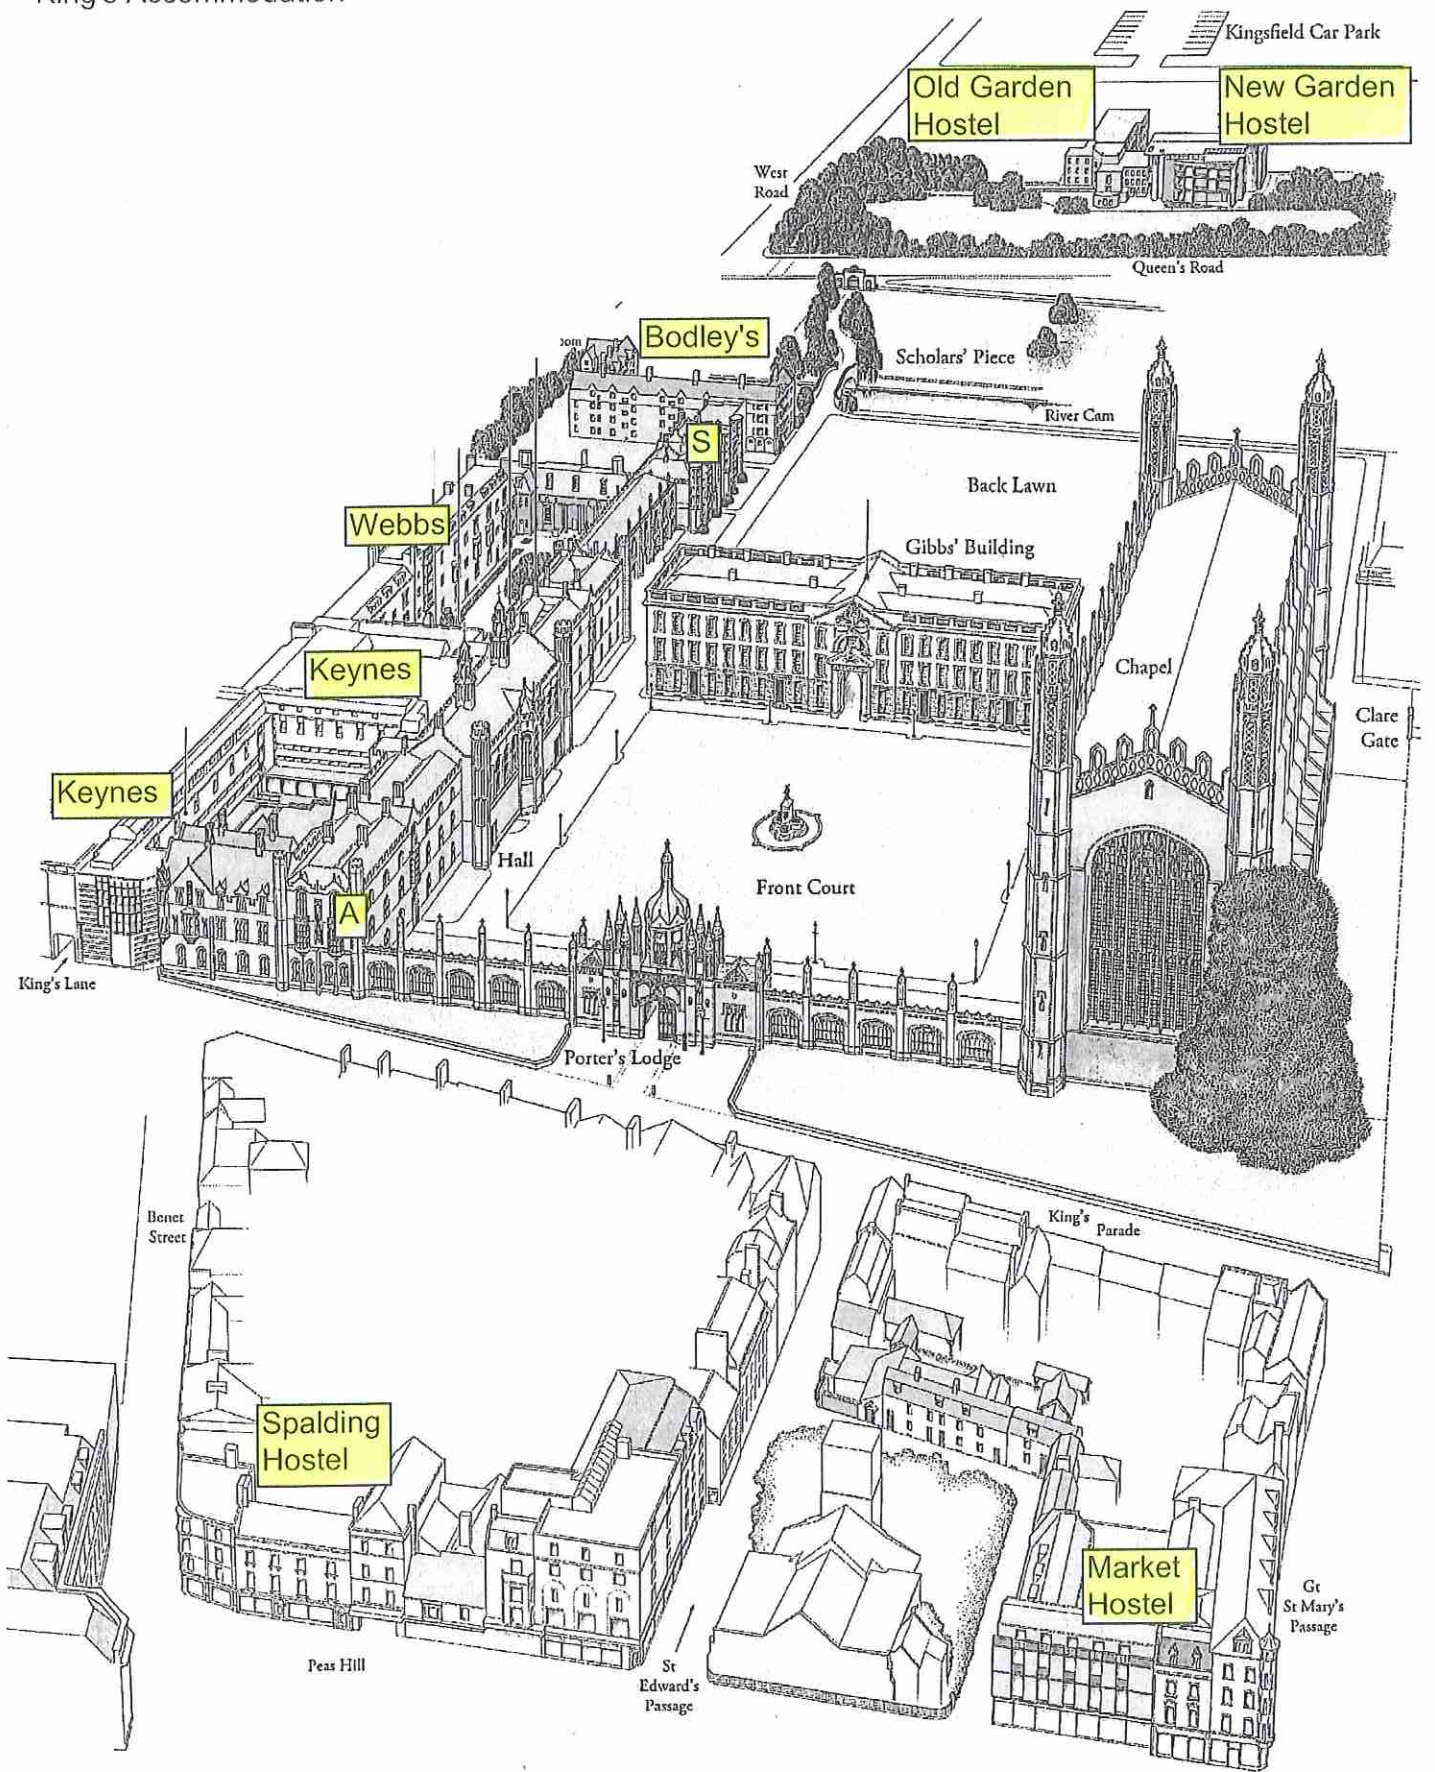 King's Accommodation
Kingsfield Car Park
Old Garden
Hostel
New Garden
Hostel
West
Road
Queen's Road
Bodley's
Scholars' Piece
River Cam
S
Back Lawn
Webbs
Gibbs' Building
Keynes
Chapel
Clare
Gate
Keynes
Hall
Front Court
A
King's Lane
Porter's Lodge
Benet
Street
King's
Parade
Spalding
Hostel
Market
Hostel
Gt
St Mary's
Passage
Peas Hill
St
Edward's
Passage